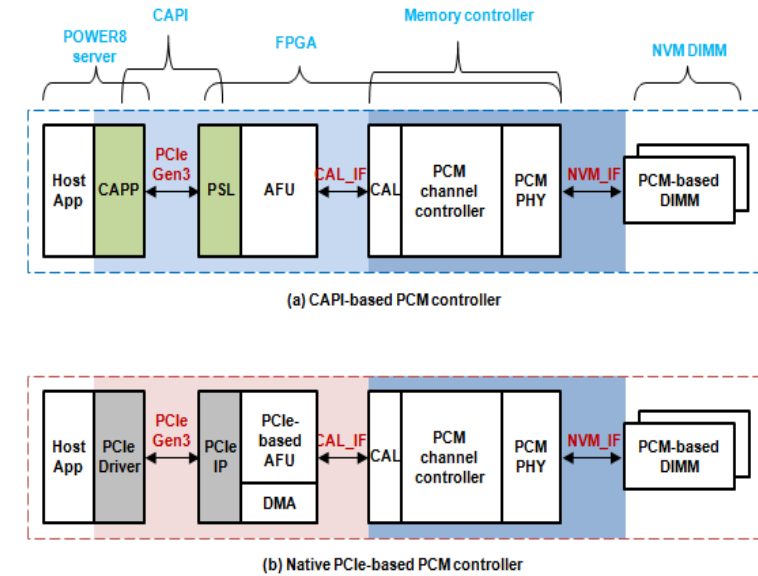 CAPI
Memory controller
POWER8
server
FPGA
NVM DIMM
Host
App
CAPP
PCIe
Gen3
PSL
AFU
CAL_IF
CAL
PCM
channel
controller
PCM
PHY
NVM_IF
PCM-based
DIMM
(a) CAPI-based PCM controller
Host
App
PCIe
Driver
PCIe
Gen3
PCIe
IP
PCIe-
based
AFU
DMA
CAL_IF
CAL
PCM
channel
controller
PCM
PHY
NVM_IF
PCM-based
DIMM
(b) Native PCIe-based PCM controller